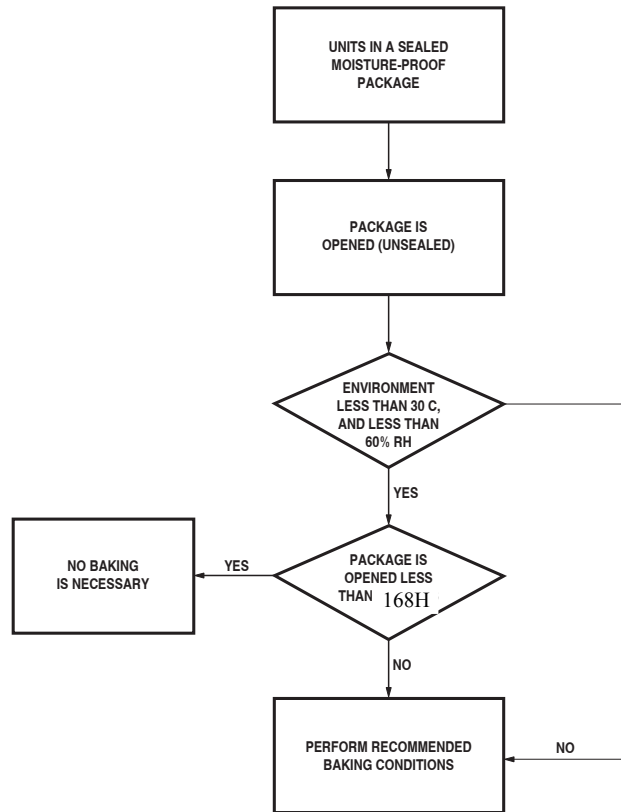 UNITS IN A SEALED
MOISTURE-PROOF
PACKAGE
PACKAGE IS
OPENED (UNSEALED)
ENVIRONMENT
LESS THAN 30 C,
AND LESS THAN
60% RH
YES
PACKAGE IS
OPENED LESS
THAN 168H
YES
NO BAKING
IS NECESSARY
NO
PERFORM RECOMMENDED
BAKING CONDITIONS
NO